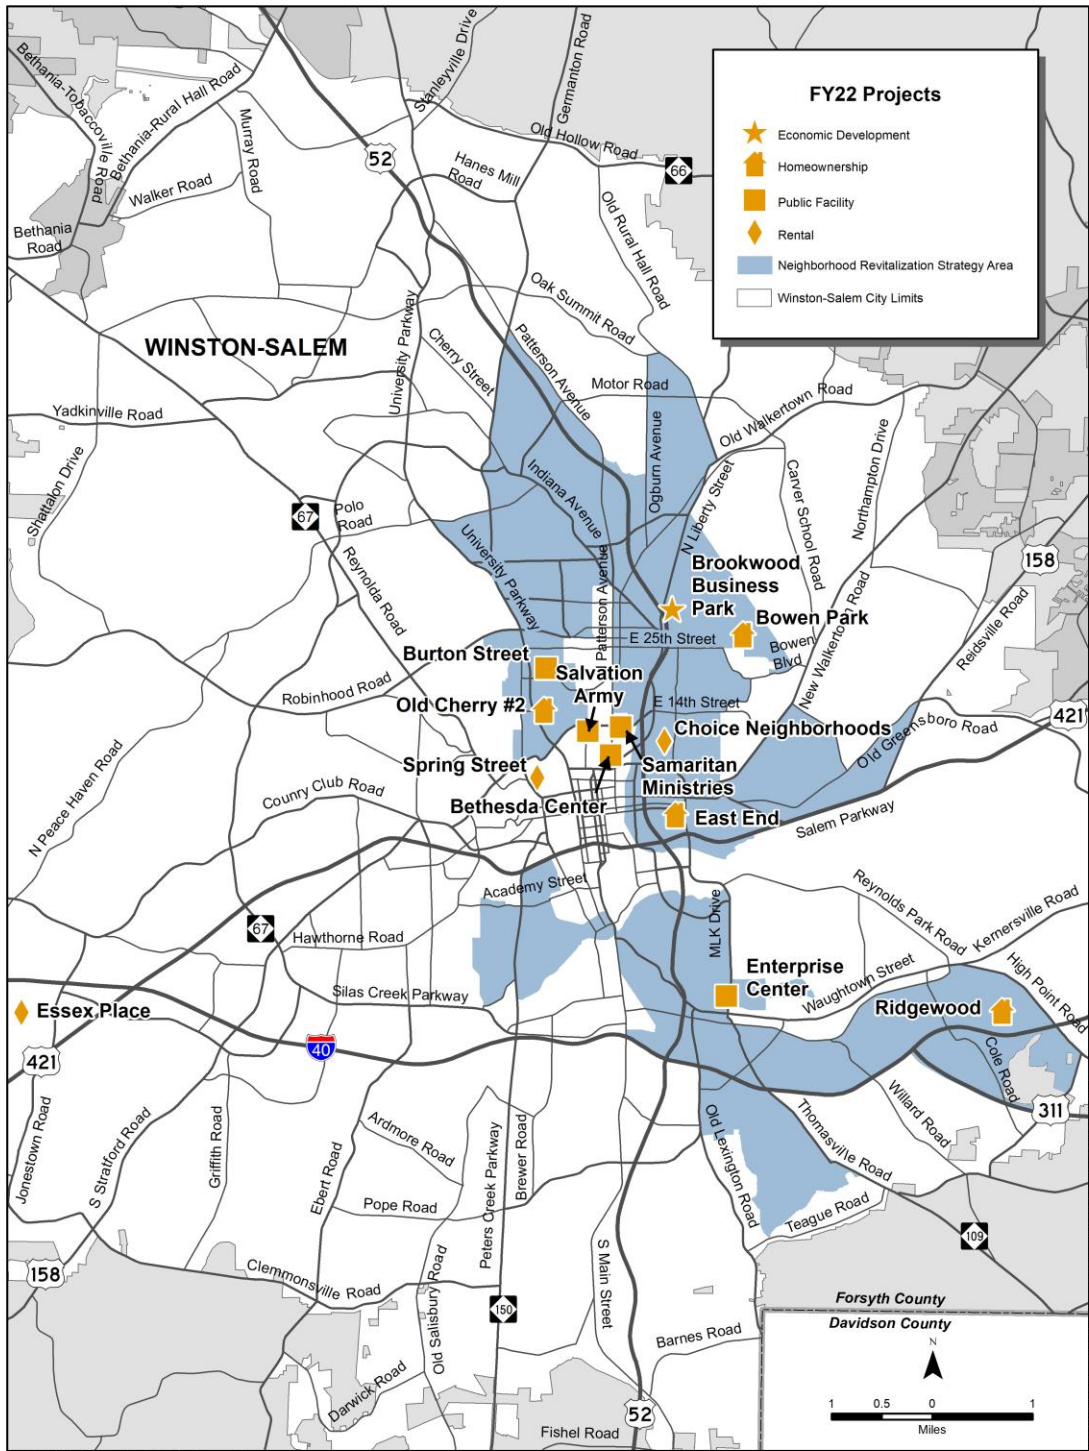 FY22 Projects
Economic Development
Homeownership
Public Facility
Rental
Neighborhood Revitalization Strategy Area
Winston-Salem City Limits
Bethania-Tobaccoville Road
Bethania-Rural Hall Road
Murray Road
Walker Road
Bethania
Road
Stanleyville Drive
Germanton Road
52
Old Hollow Road
66
Hanes Mill
Road
Old Rural Hall Road
Oak Summit Road
University Parkway
Cherry Street
Patterson Avenue
WINSTON-SALEM
Motor Road
Old Walkertown Road
Yadkinville Road
Shattalon Drive
Ogburn Avenue
Indiana Avenue
N Liberty Street
Carver School Road
Northampton Drive
67
Polo
Road
Reynolda Road
University Parkway
Patterson Avenue
158
Brookwood
Business
Park
Bowen Park
E 25th Street
Bowen
Blvd
New Walkertown Road
Reidsville Road
Burton Street
Salvation
Army
Robinhood Road
Old Cherry #2
E 14th Street
421
Choice Neighborhoods
Old Greensboro Road
Spring Street
Samaritan
Ministries
Bethesda Center
N Peace Haven Road
Counry Club Road
East End
Salem Parkway
Academy Street
Reynolds Park Road
Kernersville Road
67
Hawthorne Road
MLK Drive
Enterprise
Center
Waughtown Street
High Point Road
Silas Creek Parkway
Ridgewood
Essex Place
40
421
Cole Road
311
Jonestown Road
S Stratford Road
Griffith Road
Ebert Road
Ardmore Road
Peters Creek Parkway
Brewer Road
Old Lexington Road
Thomasville Road
Willard Road
Pope Road
Teague Road
109
158
Clemmonsville Road
Old Salisbury Road
150
S Main Street
Forsyth County
Davidson County
Barnes Road
N
Darwick Road
52
Fishel Road
1 0.5 0 1
Miles